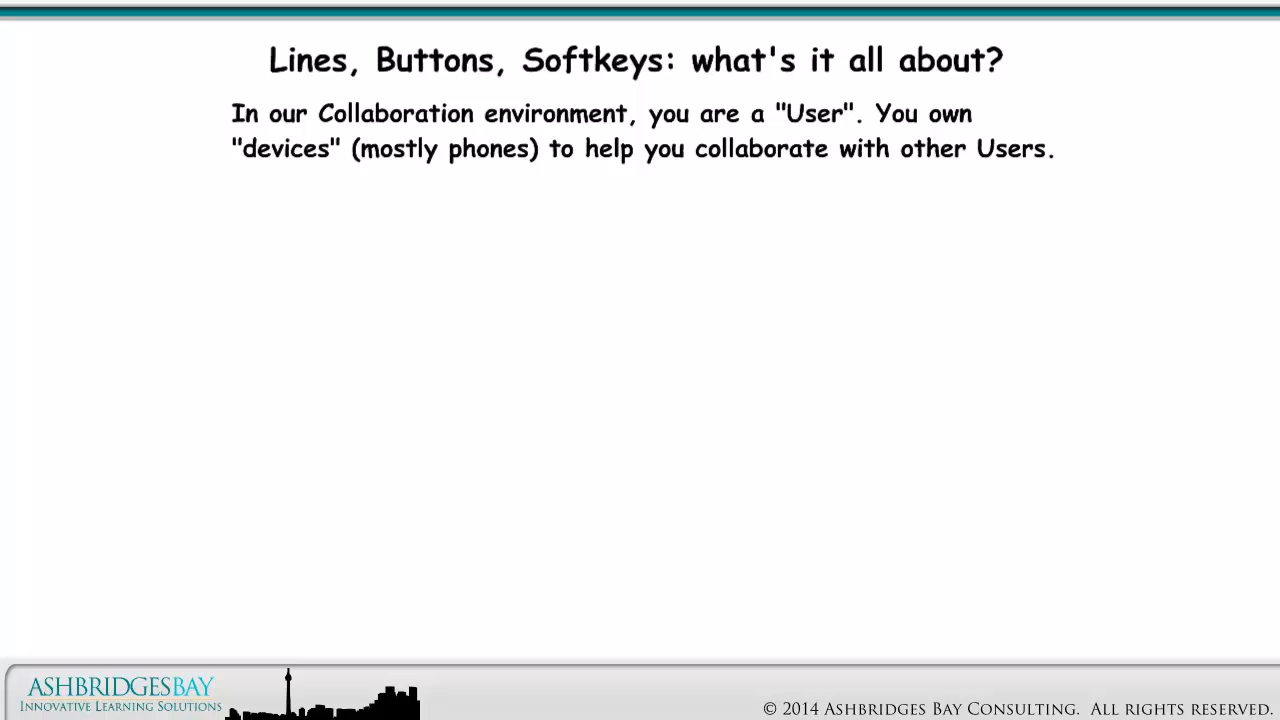 Lines, Buttons, Softkeys: what's it all about?
In our Collaboration environment, you are a "User". You own
"devices" (mostly phones) to help you collaborate with other Users.
ASHBRIDGESBAY
INNOVATIVE LEARNING SOLUTIONS
© 2014 ASHBRIDGES BAY CONSULTING. ALL RIGHTS RESERVED.